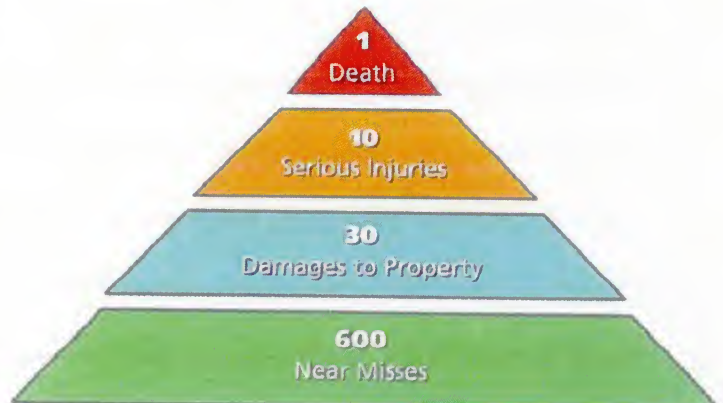 1
Death
10
Serious Injuries
30
Damages to Property
600
Near Misses